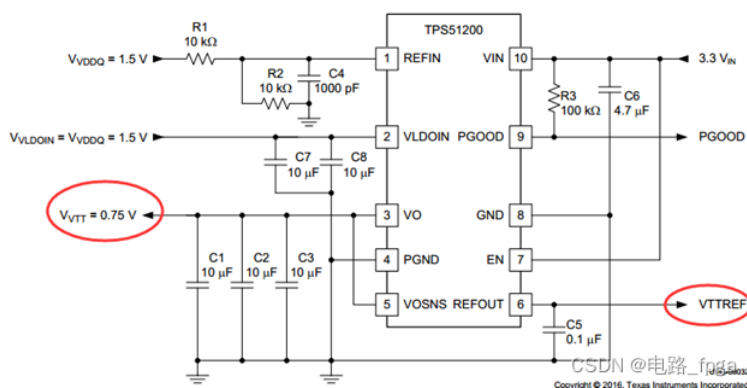 TPS51200
R1
10 kΩ
V_VDDQ = 1.5 V
R2
10 kΩ
C4
1000 pF
1 REFIN
VIN 10
3.3 V_IN
R3
100 kΩ
C6
4.7 µF
V_VLDOIN = V_VDDQ = 1.5 V
2 VLDOIN
PGOOD 9
PGOOD
C7
10 µF
C8
10 µF
V_VTT = 0.75 V
3 VO
GND 8
C1
10 µF
C2
10 µF
C3
10 µF
4 PGND
EN 7
5 VOSNS
REFOUT 6
VTTREF
C5
0.1 µF
CSDN @电路_fpga
Copyright © 2016, Texas Instruments Incorporated